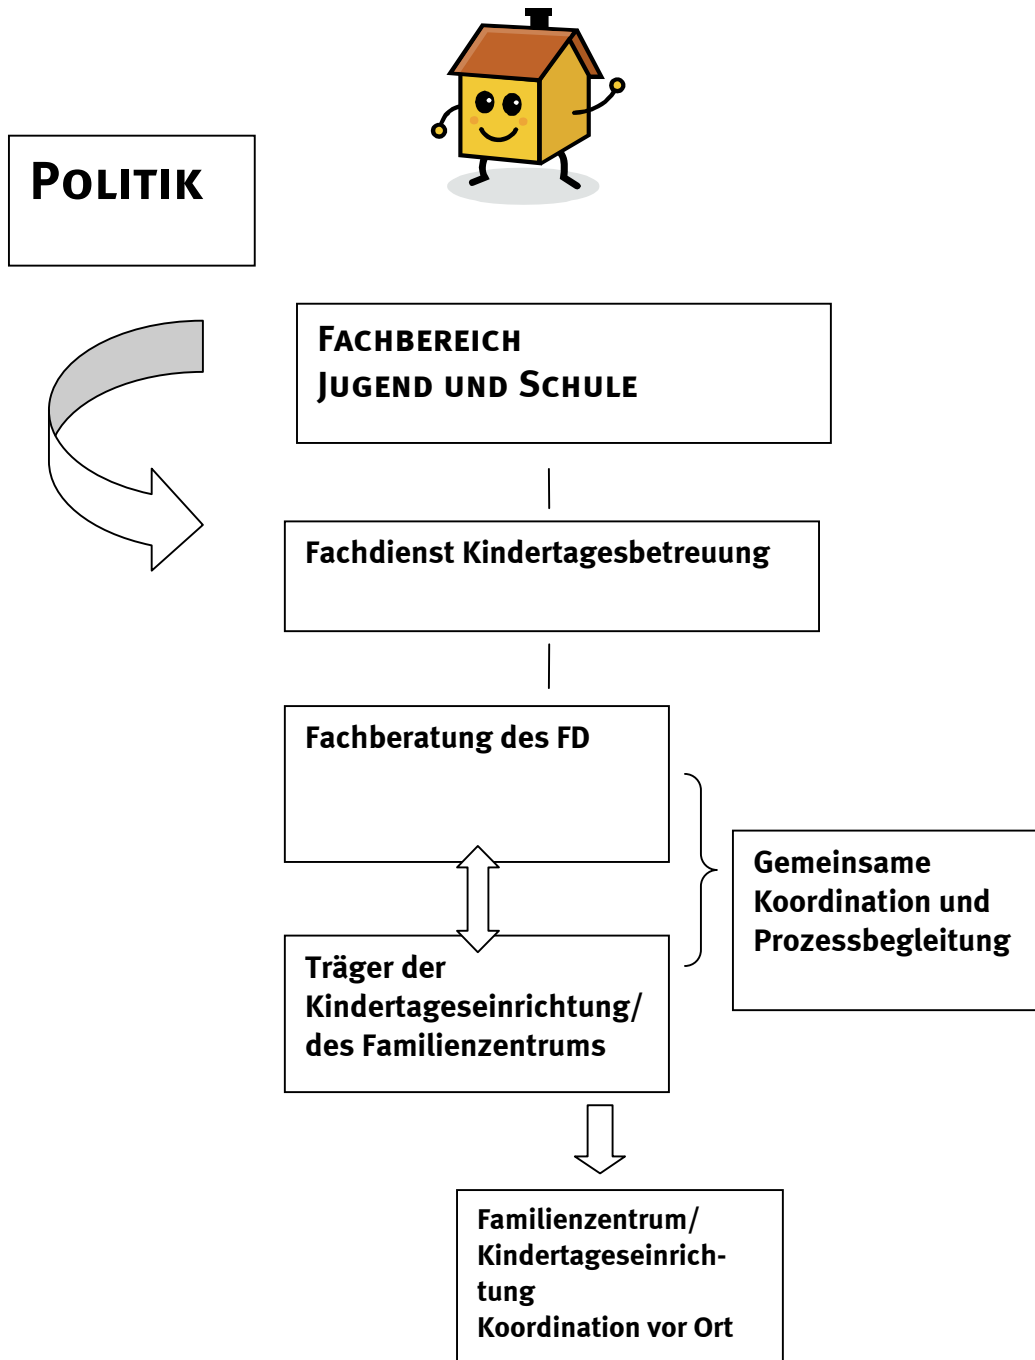 POLITIK
FACHBEREICH
JUGEND UND SCHULE
Fachdienst Kindertagesbetreuung
Fachberatung des FD
Gemeinsame
Koordination und
Prozessbegleitung
Träger der
Kindertageseinrichtung/
des Familienzentrums
Familienzentrum/
Kindertageseinrich-
tung
Koordination vor Ort